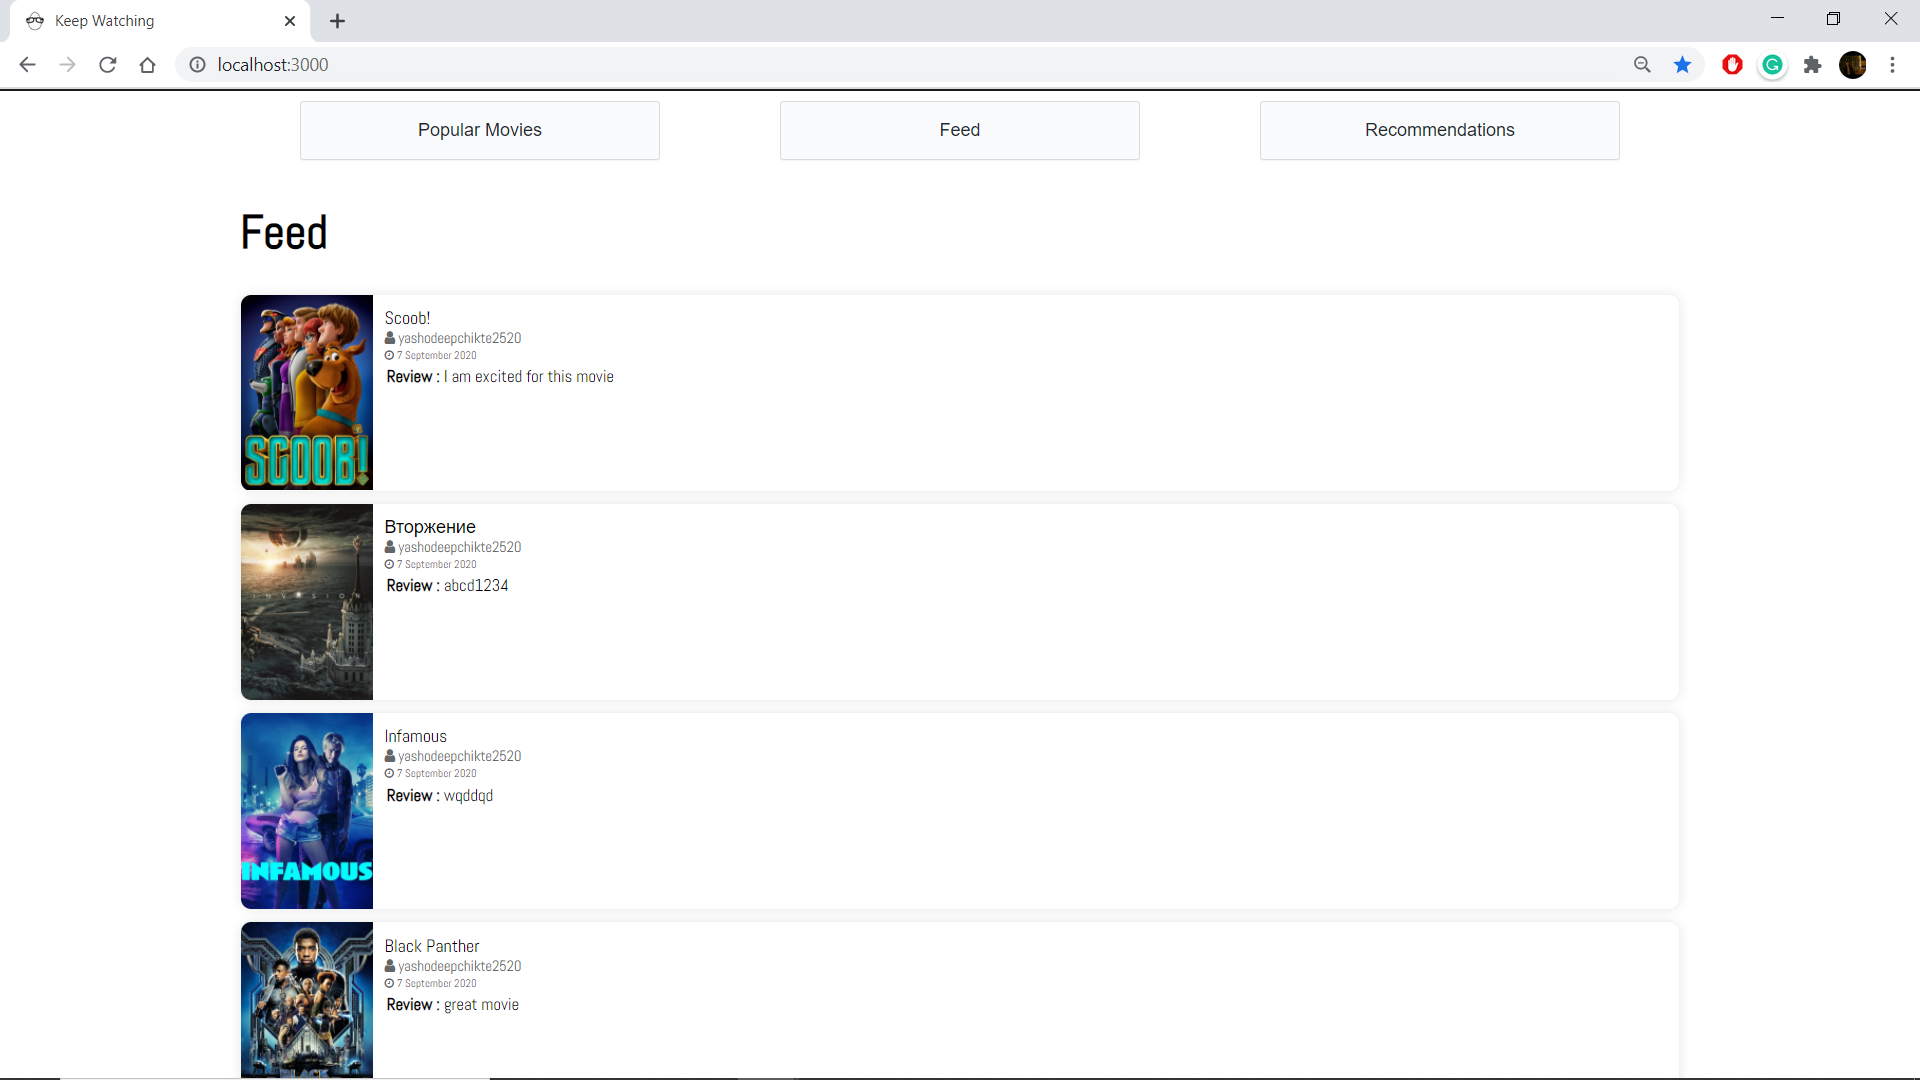 Keep Watching
localhost:3000
Popular Movies
Feed
Recommendations
Feed
Scoob!
yashodeepchikte2520
7 September 2020
Review : I am excited for this movie
SCOOB!
Вторжение
yashodeepchikte2520
7 September 2020
Review : abcd1234
INVASION
Infamous
yashodeepchikte2520
7 September 2020
Review : wqddqd
INFAMOUS
Black Panther
yashodeepchikte2520
7 September 2020
Review : great movie
BLACK